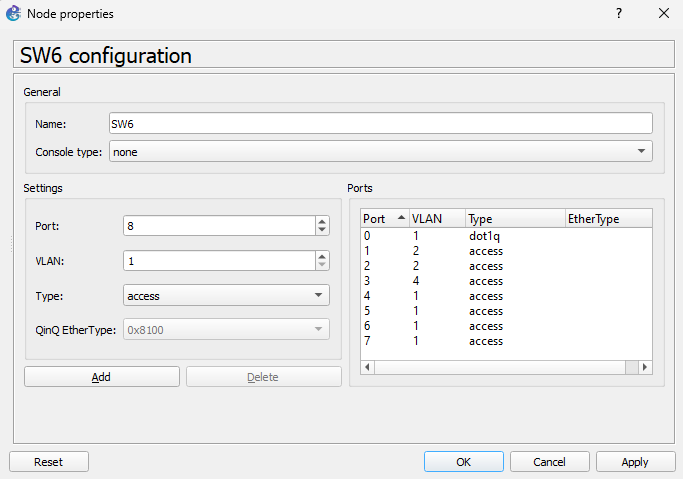 Node properties
SW6 configuration
General
Name: SW6
Console type: none
Settings
Port: 8
VLAN: 1
Type: access
QinQ EtherType: 0x8100
Add Delete
Ports
Port VLAN Type EtherType
0 1 dot1q
1 2 access
2 2 access
3 4 access
4 1 access
5 1 access
6 1 access
7 1 access
Reset OK Cancel Apply